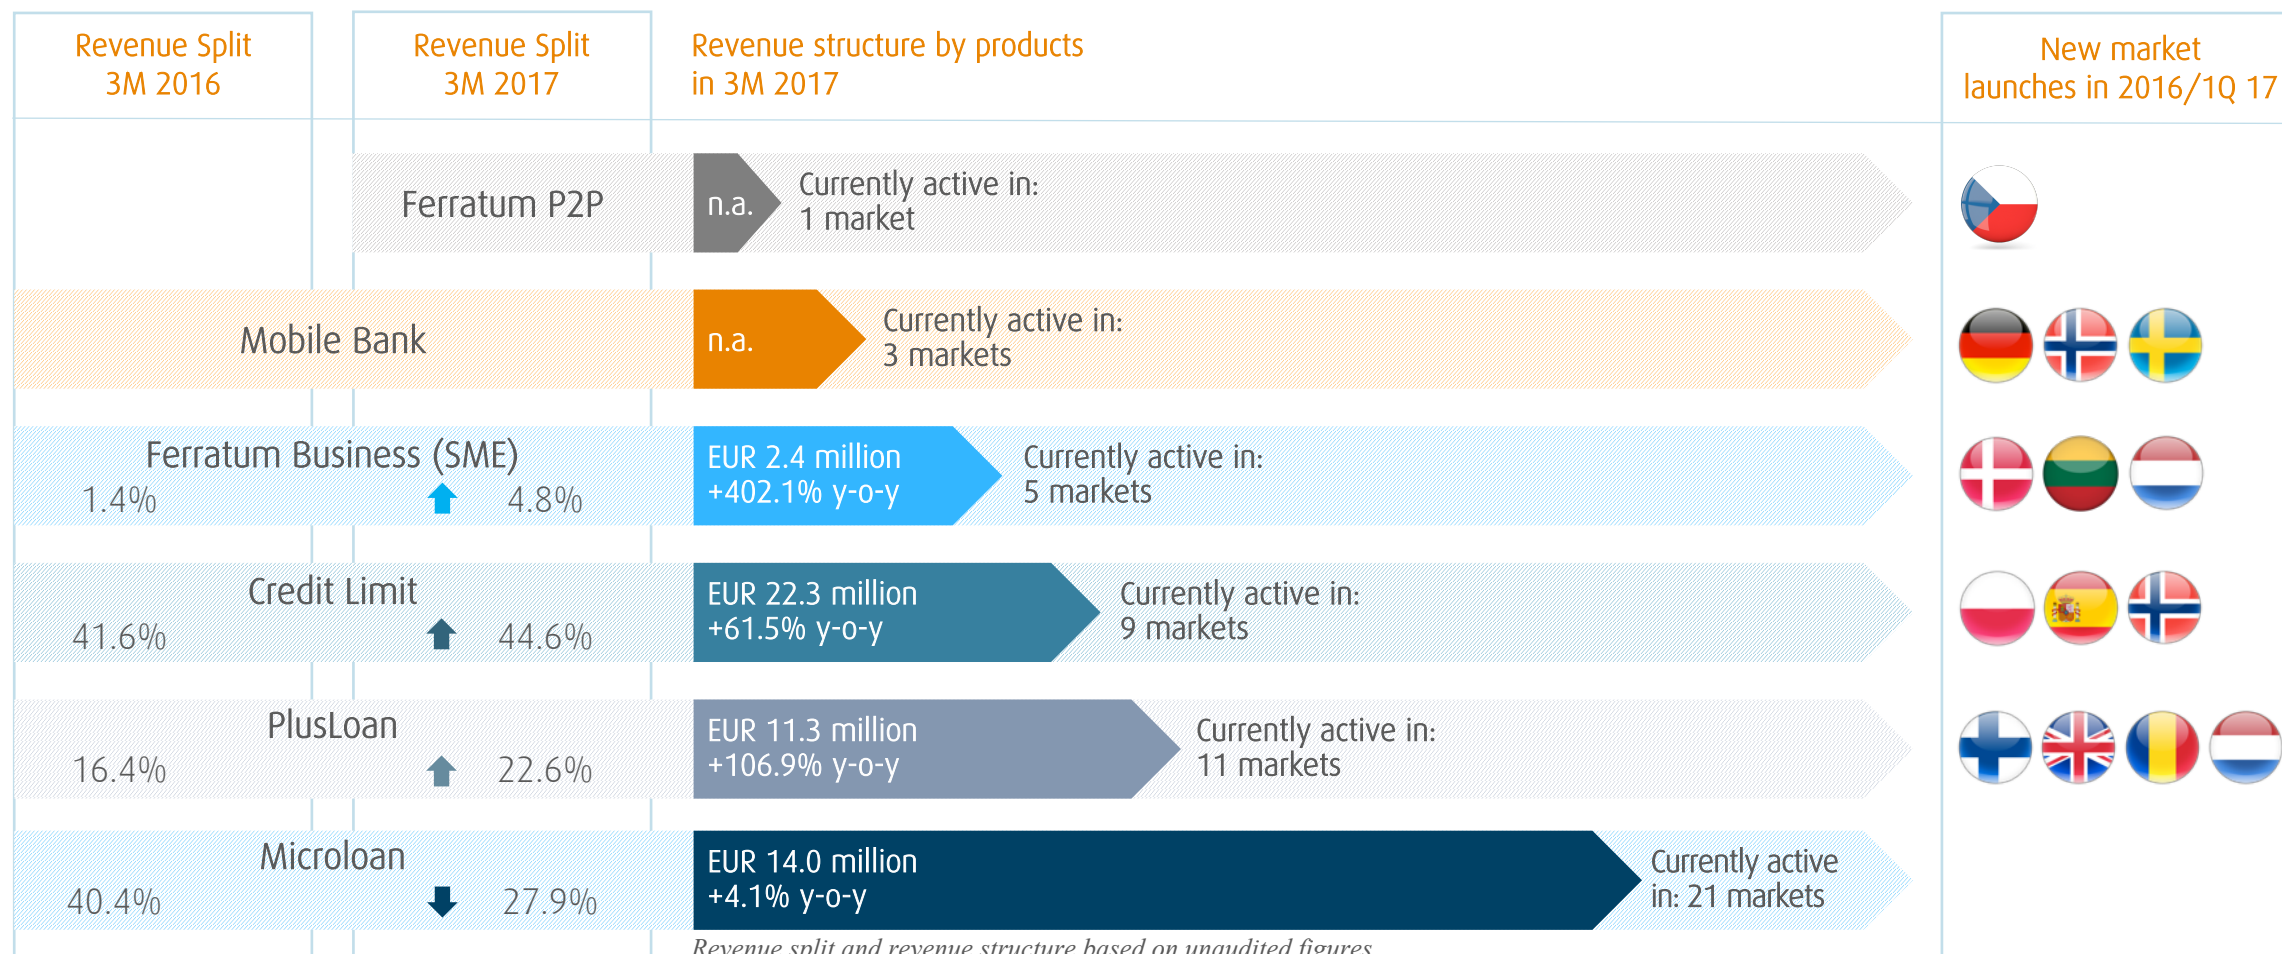 Revenue Split
3M 2016
Revenue Split
3M 2017
Revenue structure by products
in 3M 2017
New market
launches in 2016/1Q 17
Ferratum P2P
n.a.
Currently active in:
1 market
Mobile Bank
n.a.
Currently active in:
3 markets
Ferratum Business (SME)
1.4%
4.8%
EUR 2.4 million
+402.1% y-o-y
Currently active in:
5 markets
Credit Limit
41.6%
44.6%
EUR 22.3 million
+61.5% y-o-y
Currently active in:
9 markets
PlusLoan
16.4%
22.6%
EUR 11.3 million
+106.9% y-o-y
Currently active in:
11 markets
Microloan
40.4%
27.9%
EUR 14.0 million
+4.1% y-o-y
Currently active
in: 21 markets
Revenue split and revenue structure based on unaudited figures